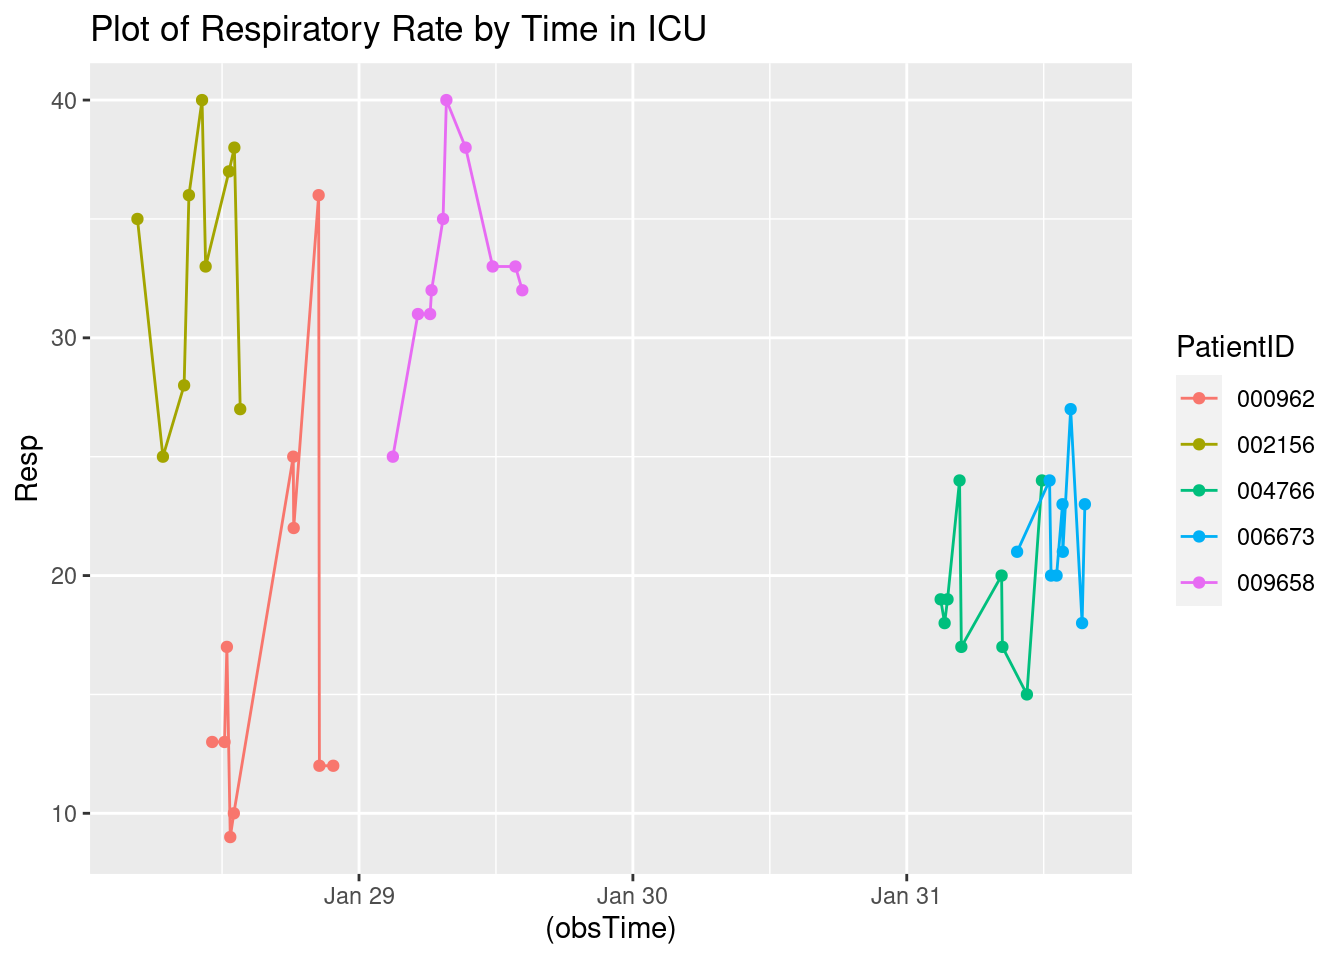 Plot of Respiratory Rate by Time in ICU
Resp
40
30
20
10
Jan 29
Jan 30
Jan 31
(obsTime)
PatientID
000962
002156
004766
006673
009658